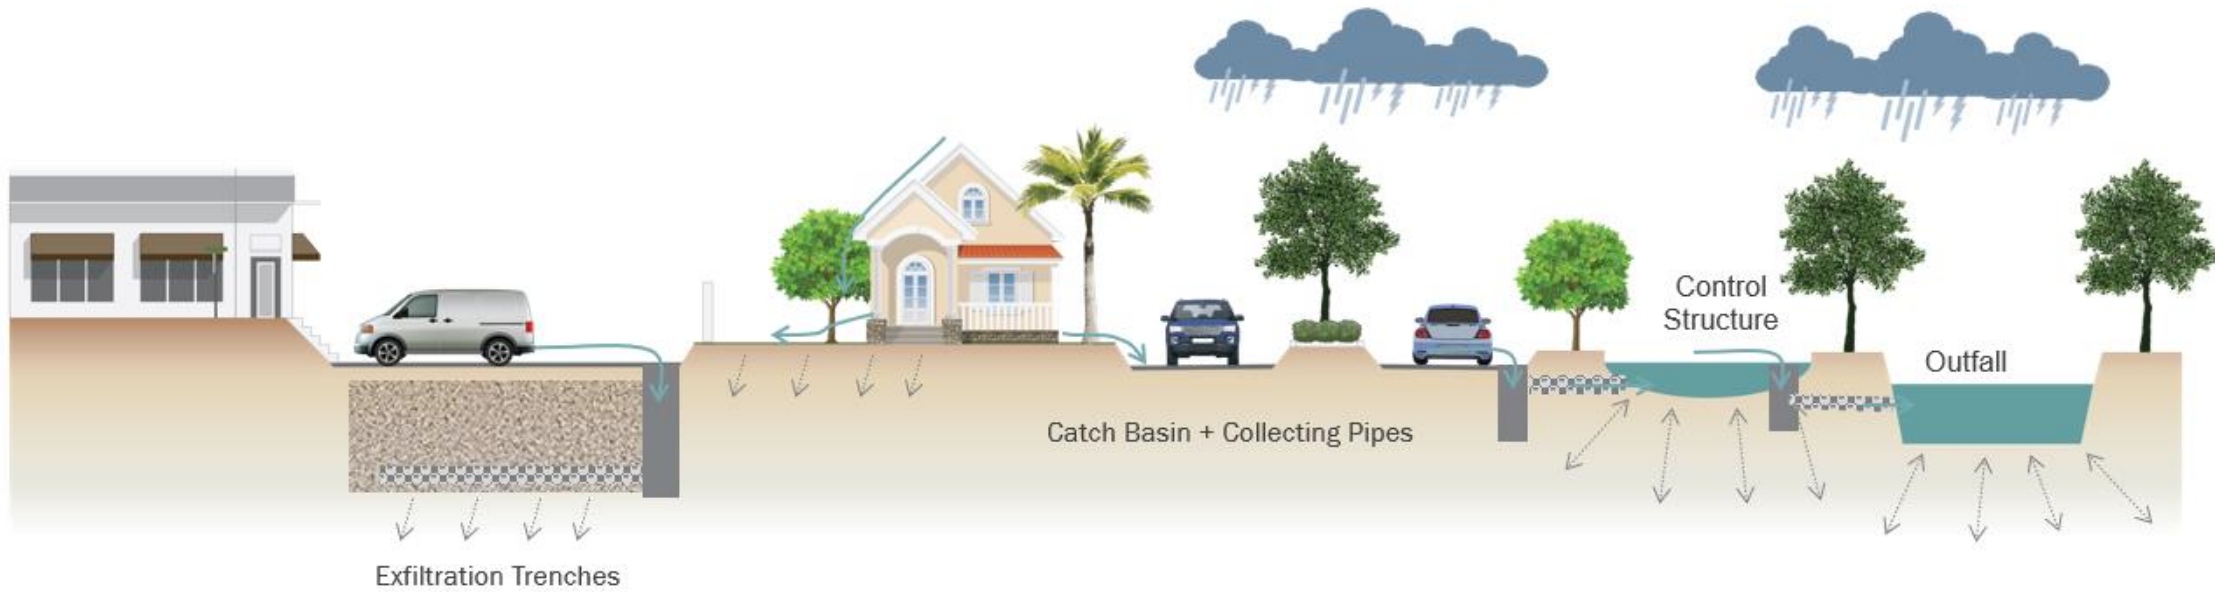 Control
Structure
Outfall
Catch Basin + Collecting Pipes
Exfiltration Trenches